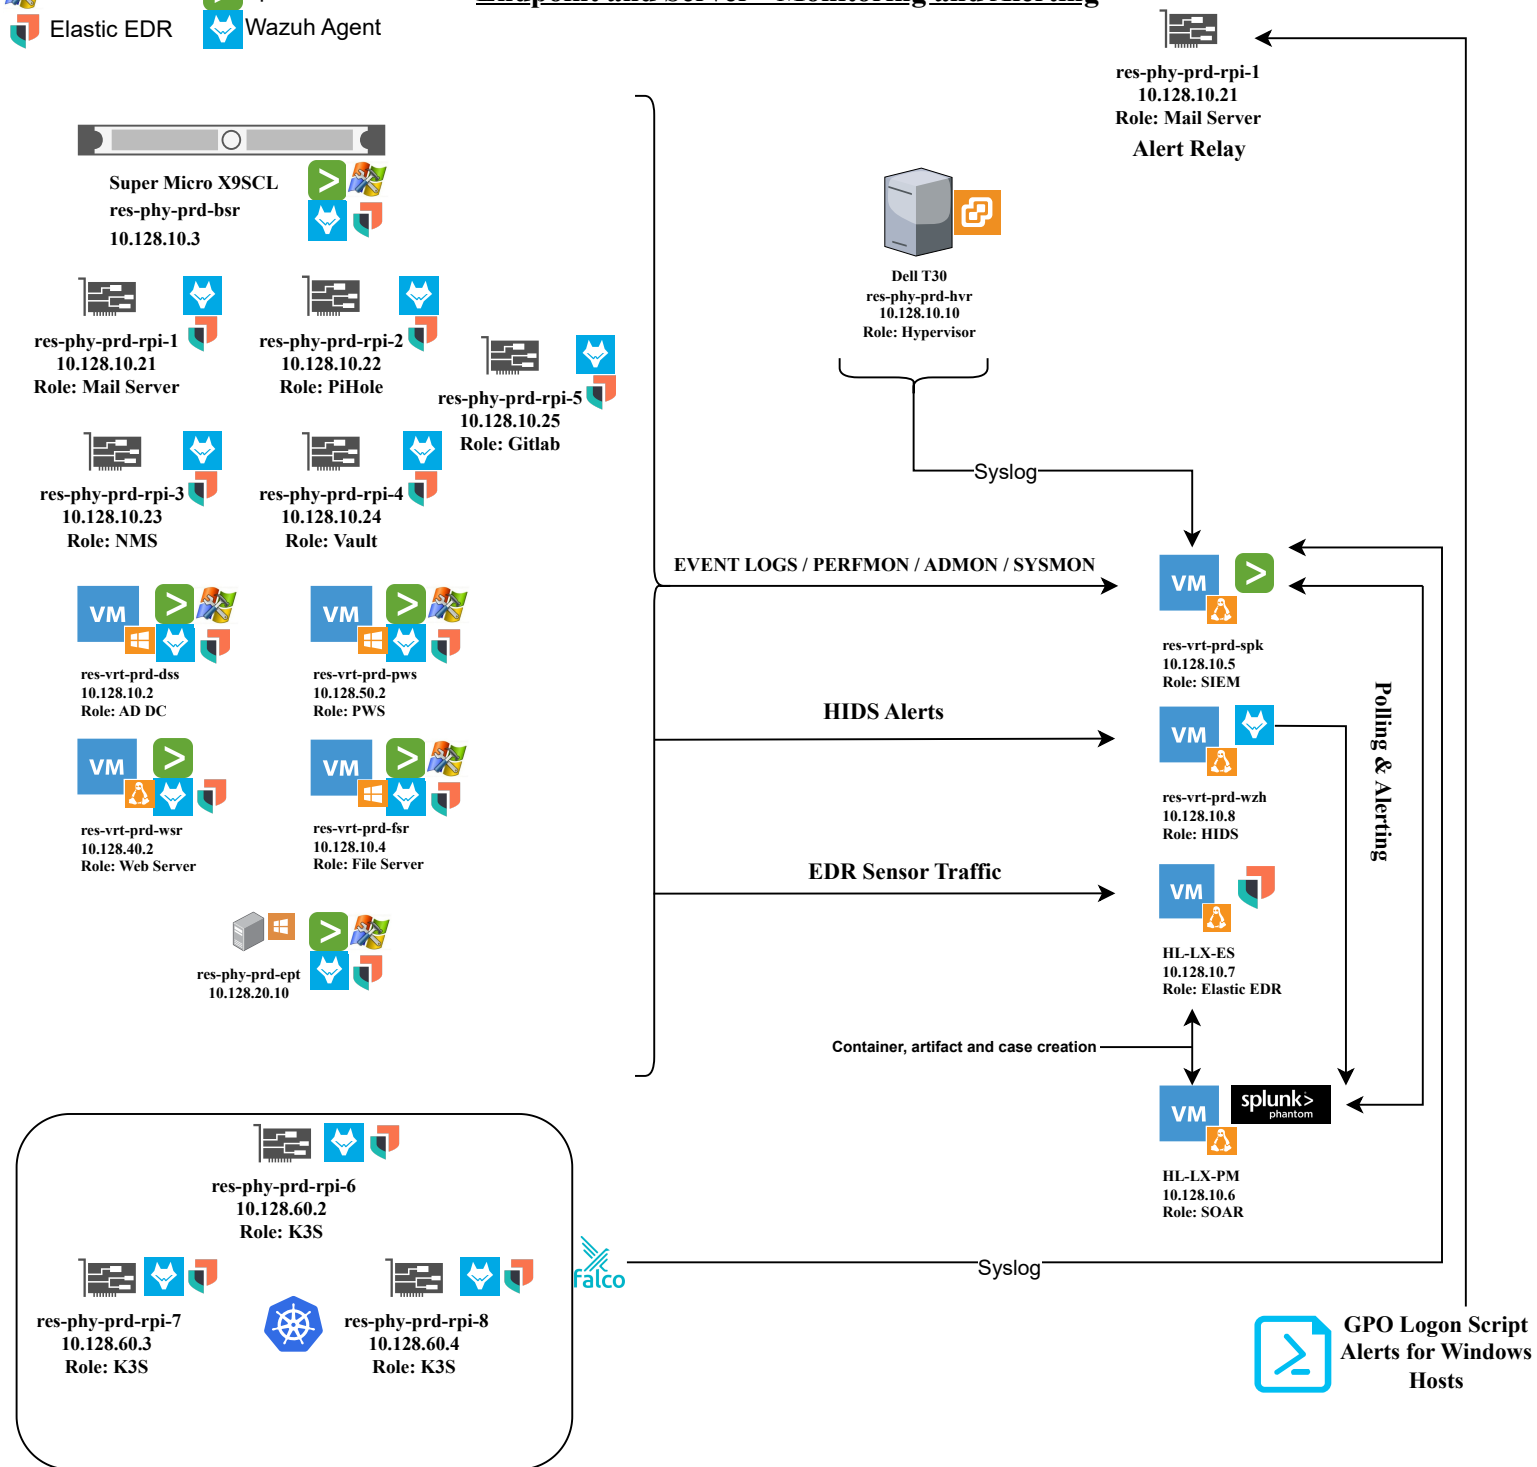 Endpoint and Server - Monitoring and Alerting
Elastic EDR
Wazuh Agent
res-phy-prd-rpi-1
10.128.10.21
Role: Mail Server
Alert Relay
Super Micro X9SCL
res-phy-prd-bsr
10.128.10.3
Dell T30
res-phy-prd-hvr
10.128.10.10
Role: Hypervisor
res-phy-prd-rpi-1
10.128.10.21
Role: Mail Server
res-phy-prd-rpi-2
10.128.10.22
Role: PiHole
res-phy-prd-rpi-5
10.128.10.25
Role: Gitlab
res-phy-prd-rpi-3
10.128.10.23
Role: NMS
res-phy-prd-rpi-4
10.128.10.24
Role: Vault
Syslog
EVENT LOGS / PERFMON / ADMON / SYSMON
VM
res-vrt-prd-dss
10.128.10.2
Role: AD DC
VM
res-vrt-prd-pws
10.128.50.2
Role: PWS
VM
res-vrt-prd-spk
10.128.10.5
Role: SIEM
HIDS Alerts
VM
res-vrt-prd-wsr
10.128.40.2
Role: Web Server
VM
res-vrt-prd-fsr
10.128.10.4
Role: File Server
VM
res-vrt-prd-wzh
10.128.10.8
Role: HIDS
Polling & Alerting
EDR Sensor Traffic
VM
HL-LX-ES
10.128.10.7
Role: Elastic EDR
res-phy-prd-ept
10.128.20.10
Container, artifact and case creation
VM
splunk>
phantom
HL-LX-PM
10.128.10.6
Role: SOAR
res-phy-prd-rpi-6
10.128.60.2
Role: K3S
res-phy-prd-rpi-7
10.128.60.3
Role: K3S
res-phy-prd-rpi-8
10.128.60.4
Role: K3S
falco
Syslog
GPO Logon Script
Alerts for Windows
Hosts